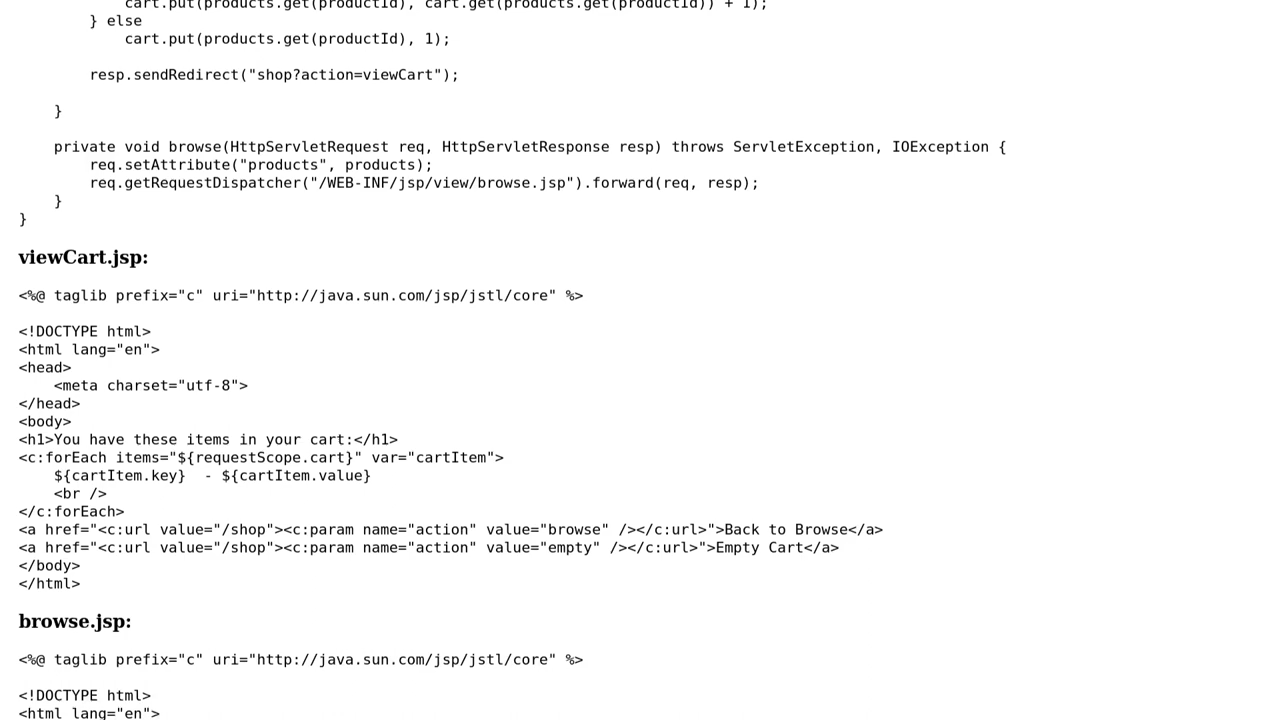 cart.put(products.get(productId), cart.get(products.get(productId)) + 1);
        } else
            cart.put(products.get(productId), 1);

        resp.sendRedirect("shop?action=viewCart");

    }

    private void browse(HttpServletRequest req, HttpServletResponse resp) throws ServletException, IOException {
        req.setAttribute("products", products);
        req.getRequestDispatcher("/WEB-INF/jsp/view/browse.jsp").forward(req, resp);
    }
}
viewCart.jsp:
<%@ taglib prefix="c" uri="http://java.sun.com/jsp/jstl/core" %>

<!DOCTYPE html>
<html lang="en">
<head>
    <meta charset="utf-8">
</head>
<body>
<h1>You have these items in your cart:</h1>
<c:forEach items="${requestScope.cart}" var="cartItem">
    ${cartItem.key}  - ${cartItem.value}
    <br />
</c:forEach>
<a href="<c:url value="/shop"><c:param name="action" value="browse" /></c:url>">Back to Browse</a>
<a href="<c:url value="/shop"><c:param name="action" value="empty" /></c:url>">Empty Cart</a>
</body>
</html>
browse.jsp:
<%@ taglib prefix="c" uri="http://java.sun.com/jsp/jstl/core" %>

<!DOCTYPE html>
<html lang="en">